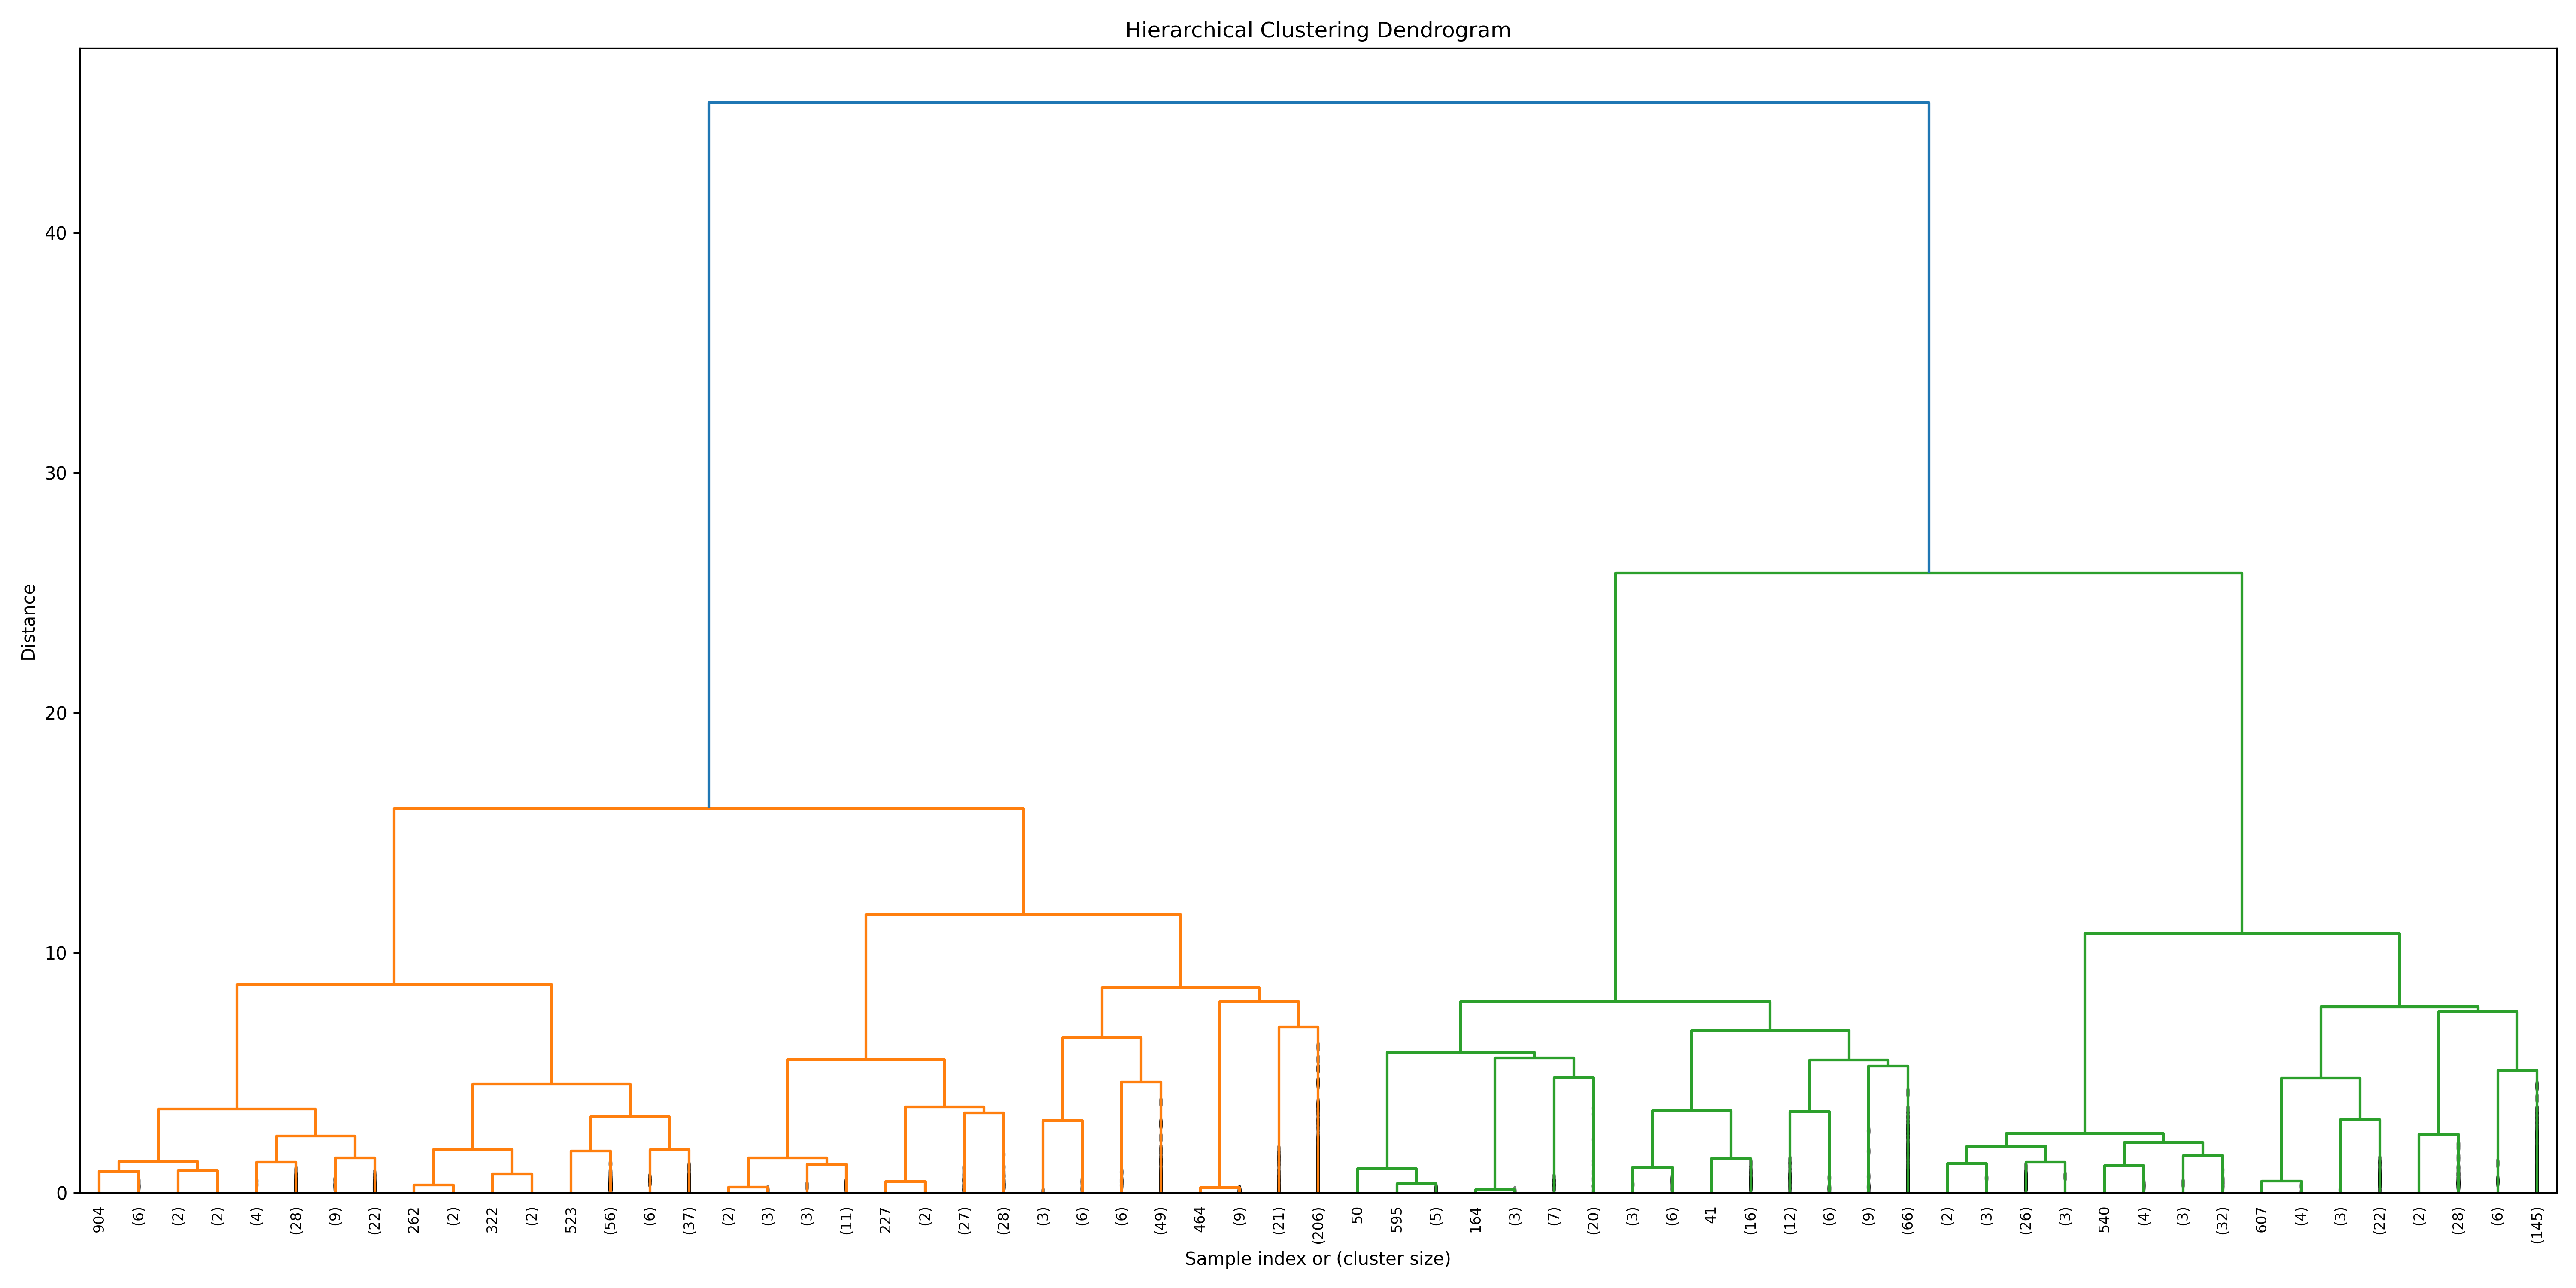 Hierarchical Clustering Dendrogram
40
30
20
10
0
Distance
904 (6) (2) (2) (4) (28) (9) (22) 262 (2) 322 (2) 523 (56) (6) (37) (2) (3) (3) (11) 227 (2) (27) (28) (3) (6) (6) (49) 464 (9) (21) (206) 50 595 (5) 164 (3) (7) (20) (3) (6) 41 (16) (12) (6) (9) (66) (2) (3) (26) (3) 540 (4) (3) (32) 607 (4) (3) (22) (2) (28) (6) (145)
Sample index or (cluster size)